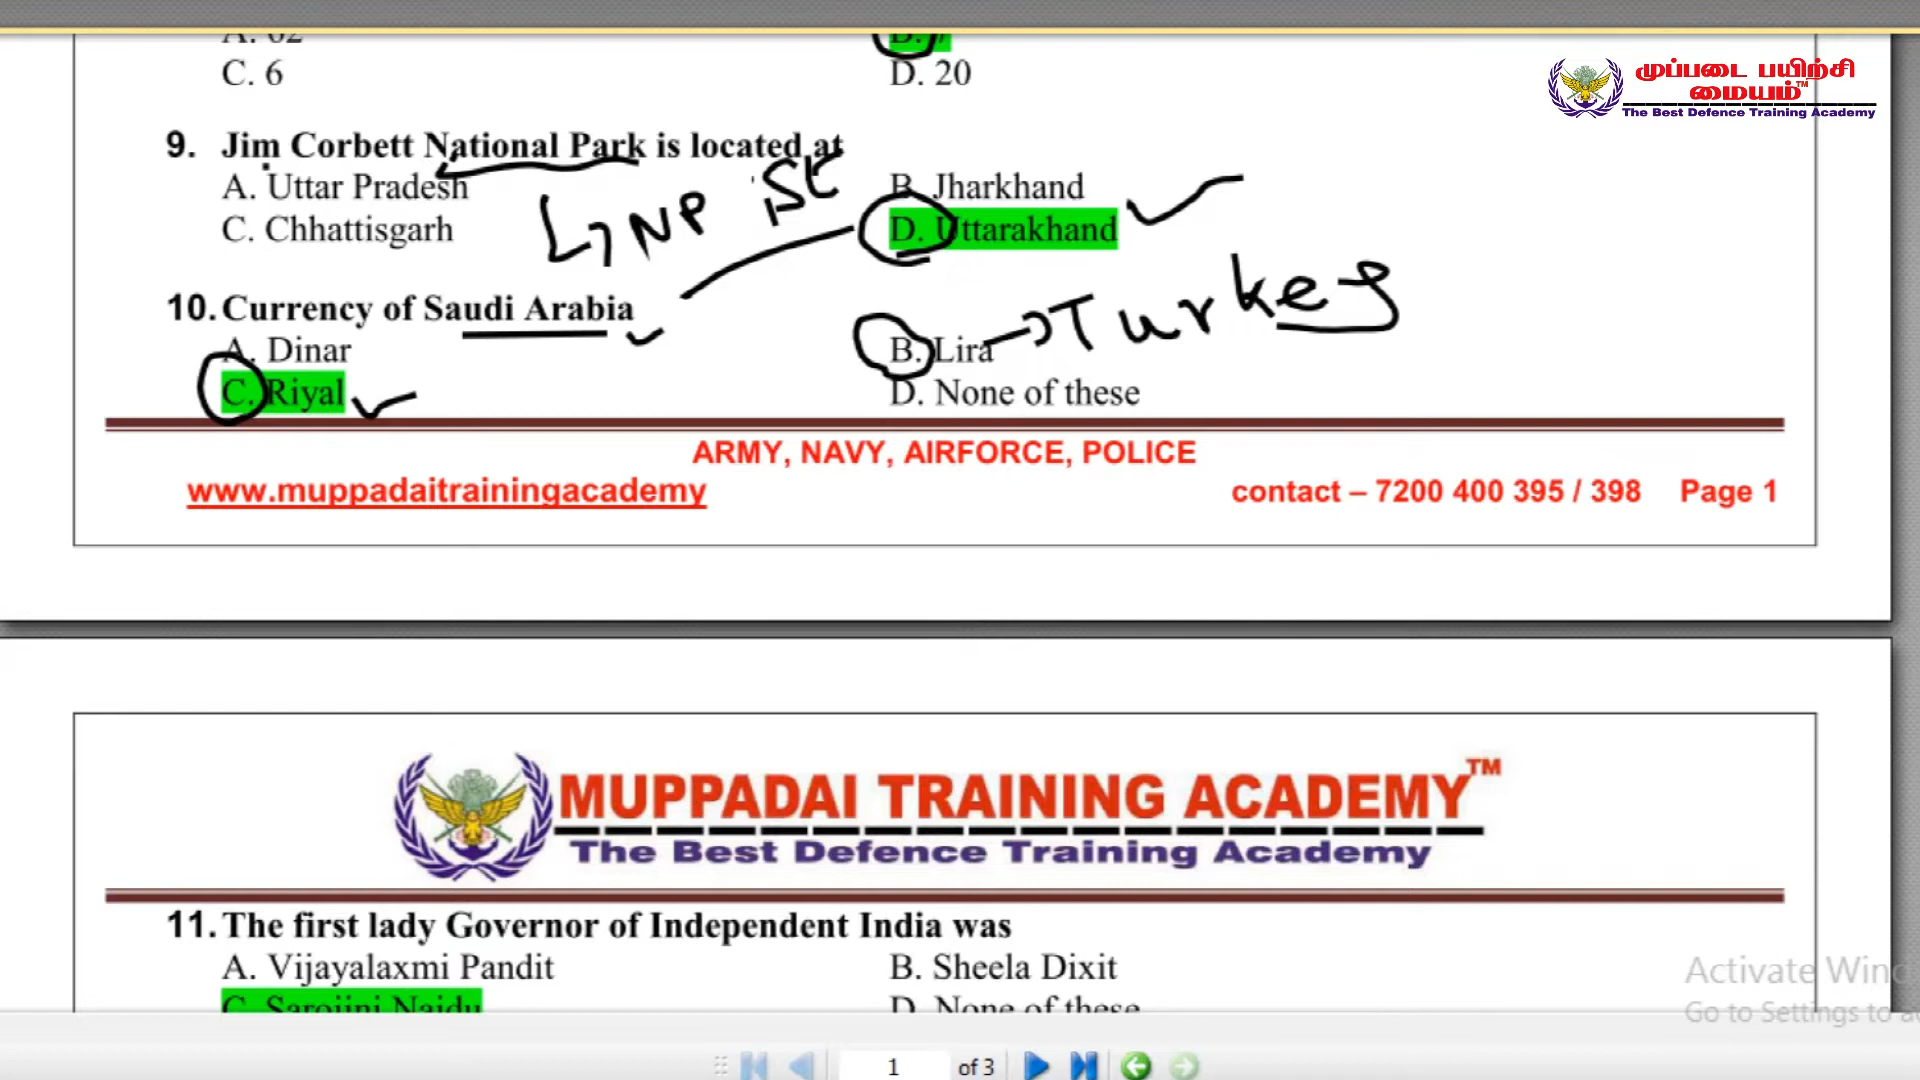 C. 6
D. 20
முப்படை பயிற்சி
மையம்™
The Best Defence Training Academy
9. Jim Corbett National Park is located at
A. Uttar Pradesh
B. Jharkhand
C. Chhattisgarh
D. Uttarakhand
NP ist
10. Currency of Saudi Arabia
A. Dinar
B. Lira
Turkey
C. Riyal
D. None of these
ARMY, NAVY, AIRFORCE, POLICE
www.muppadaitrainingacademy
contact – 7200 400 395 / 398 Page 1
MUPPADAI TRAINING ACADEMY™
The Best Defence Training Academy
11. The first lady Governor of Independent India was
A. Vijayalaxmi Pandit
B. Sheela Dixit
C. Sarojini Naidu
D. None of these
Activate Wind
Go to Settings to a
1 of 3